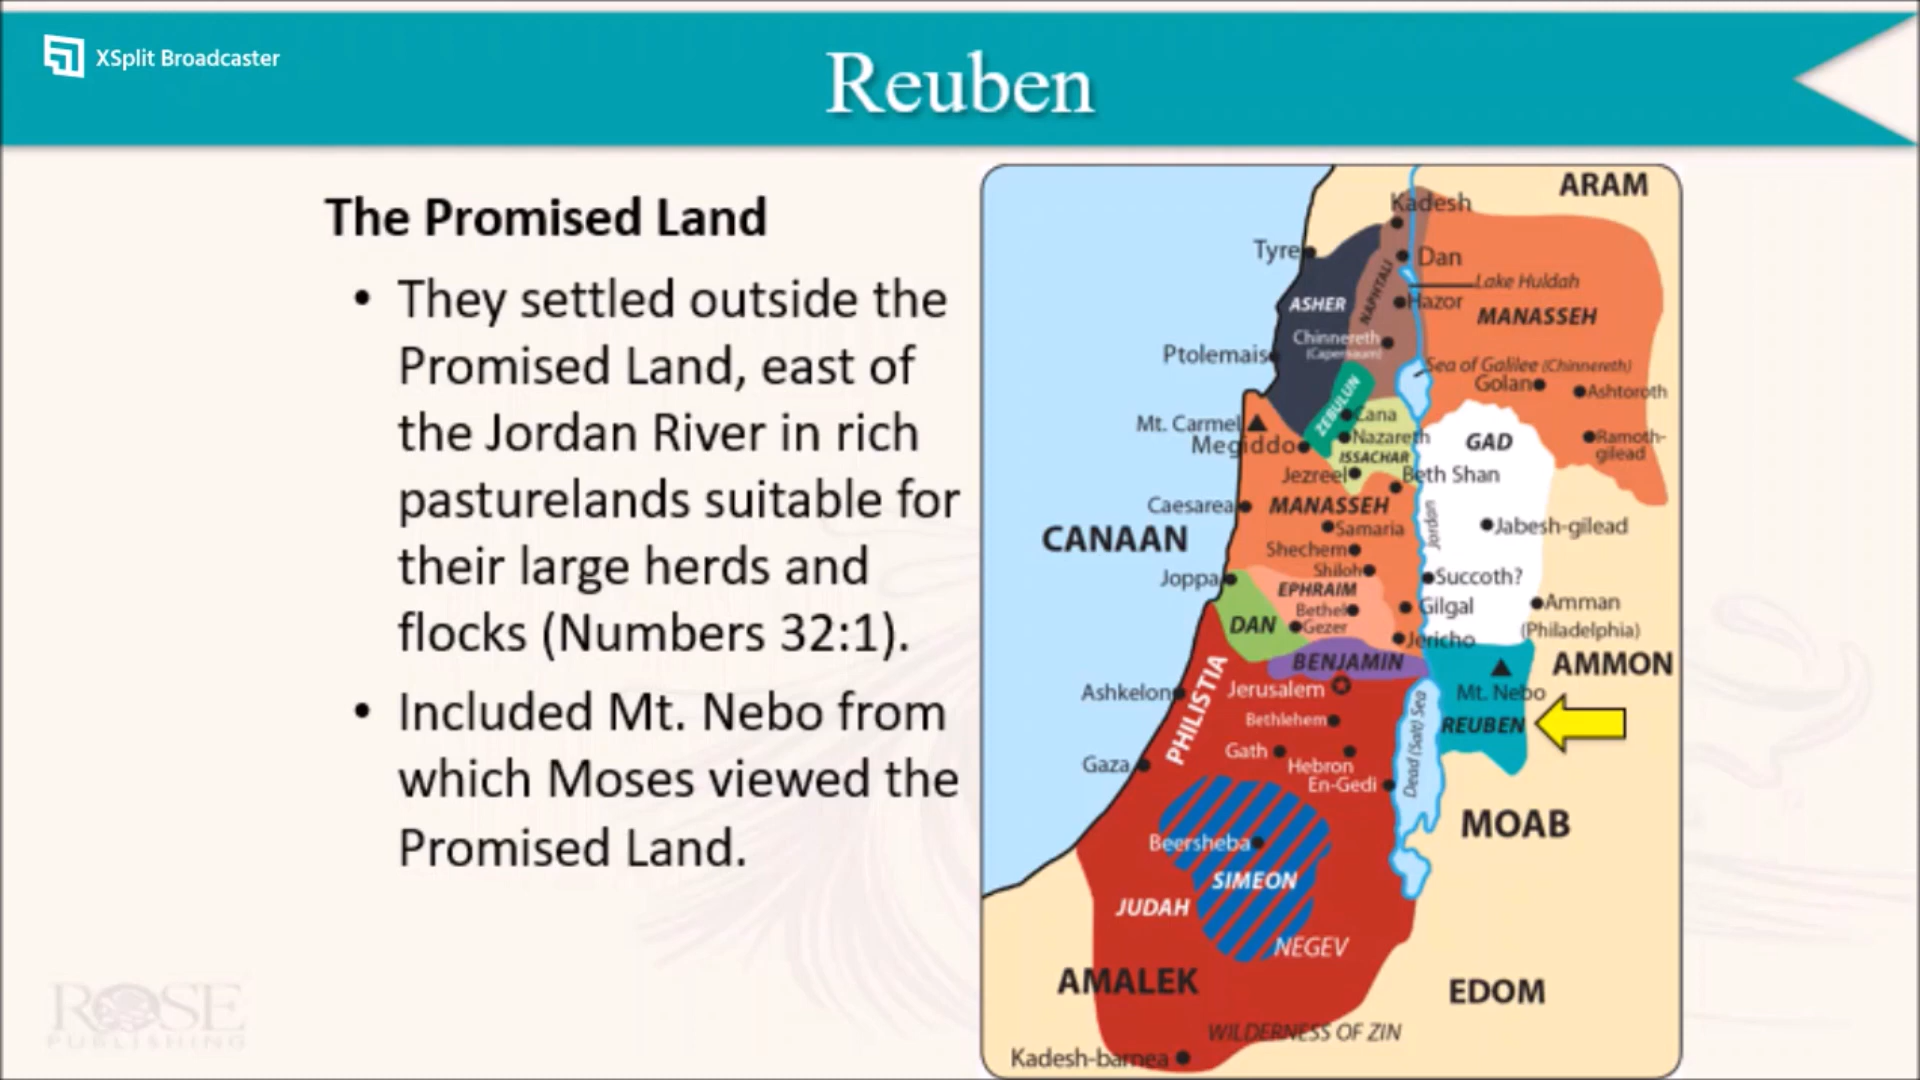 XSplit Broadcaster
Reuben
The Promised Land
• They settled outside the
Promised Land, east of
the Jordan River in rich
pasturelands suitable for
their large herds and
flocks (Numbers 32:1).
• Included Mt. Nebo from
which Moses viewed the
Promised Land.
ROSE
PUBLISHING
ARAM
Kadesh
Tyre
Dan
Lake Huldah
ASHER
NAPHTALI
Hazor
MANASSEH
Chinnereth
(Capernaum)
Ptolemais
Sea of Galilee (Chinnereth)
Golan
Ashtoroth
ZEBULUN
Cana
Mt. Carmel
Nazareth
GAD
Ramoth-
gilead
Megiddo
ISSACHAR
Jezreel
Beth Shan
Caesarea
MANASSEH
Samaria
Jordan
Jabesh-gilead
CANAAN
Shechem
Shiloh
Succoth?
Joppa
EPHRAIM
Bethel
Gilgal
Amman
(Philadelphia)
DAN
Gezer
Jericho
BENJAMIN
AMMON
PHILISTIA
Jerusalem
Mt. Nebo
Ashkelon
Bethlehem
Dead (Salt) Sea
REUBEN
Gath
Hebron
Gaza
En-Gedi
MOAB
Beersheba
SIMEON
JUDAH
NEGEV
AMALEK
EDOM
WILDERNESS OF ZIN
Kadesh-barnea